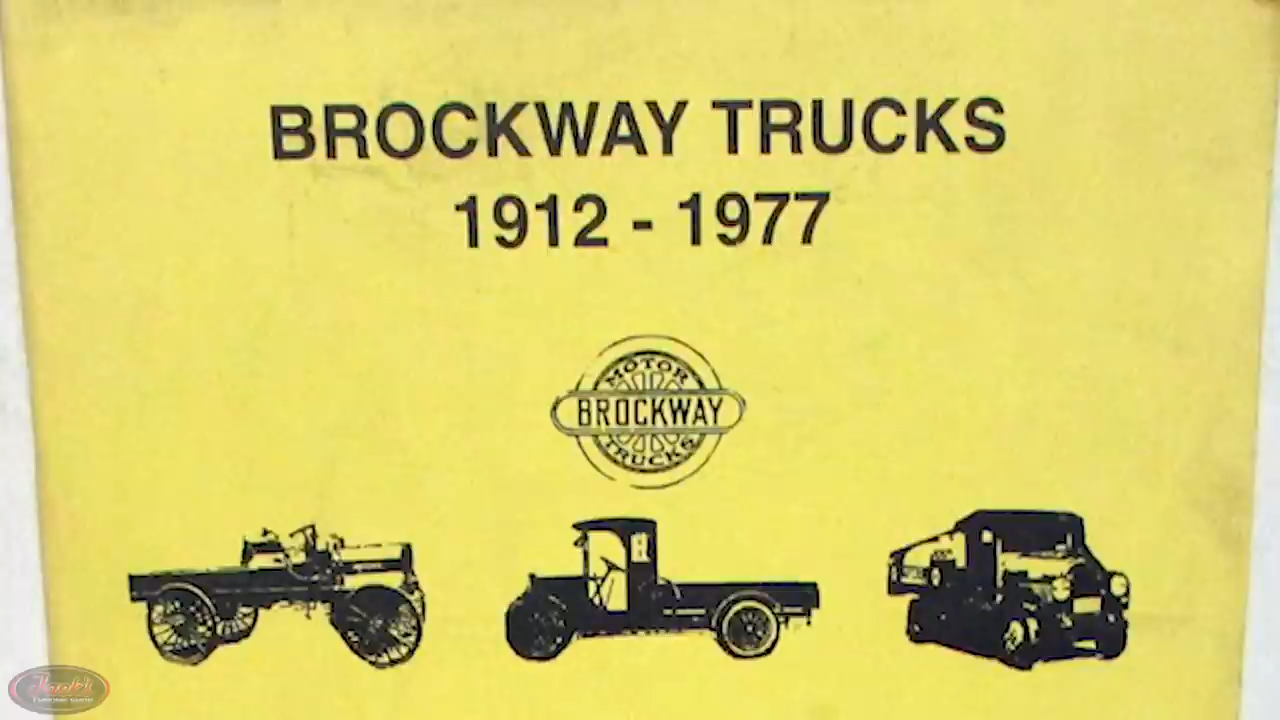 BROCKWAY TRUCKS
1912 - 1977
MOTOR
BROCKWAY
TRUCKS